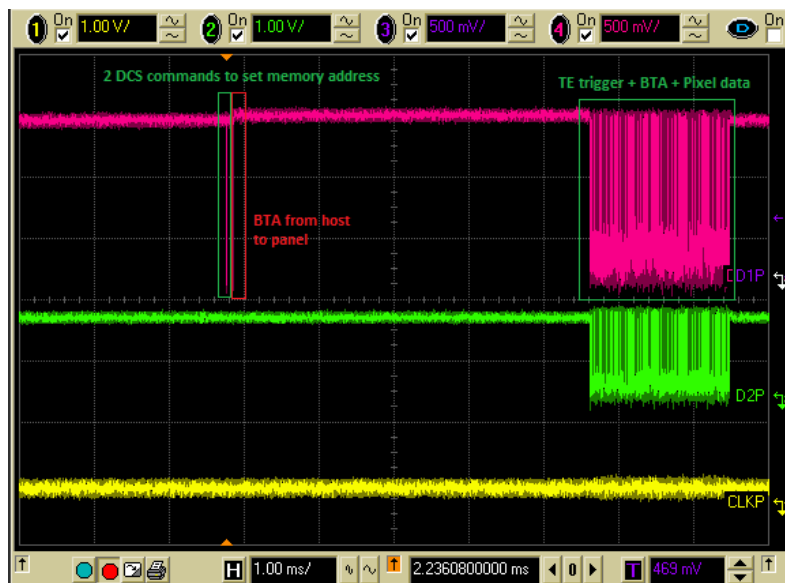 1 On 1.00 V/ 2 On 1.00 V/ 3 On 500 mV/ 4 On 500 mV/ D On
2 DCS commands to set memory address
TE trigger + BTA + Pixel data
BTA from host
to panel
D1P
D2P
CLKP
H 1.00 ms/ 2.2360800000 ms 0 T 469 mV